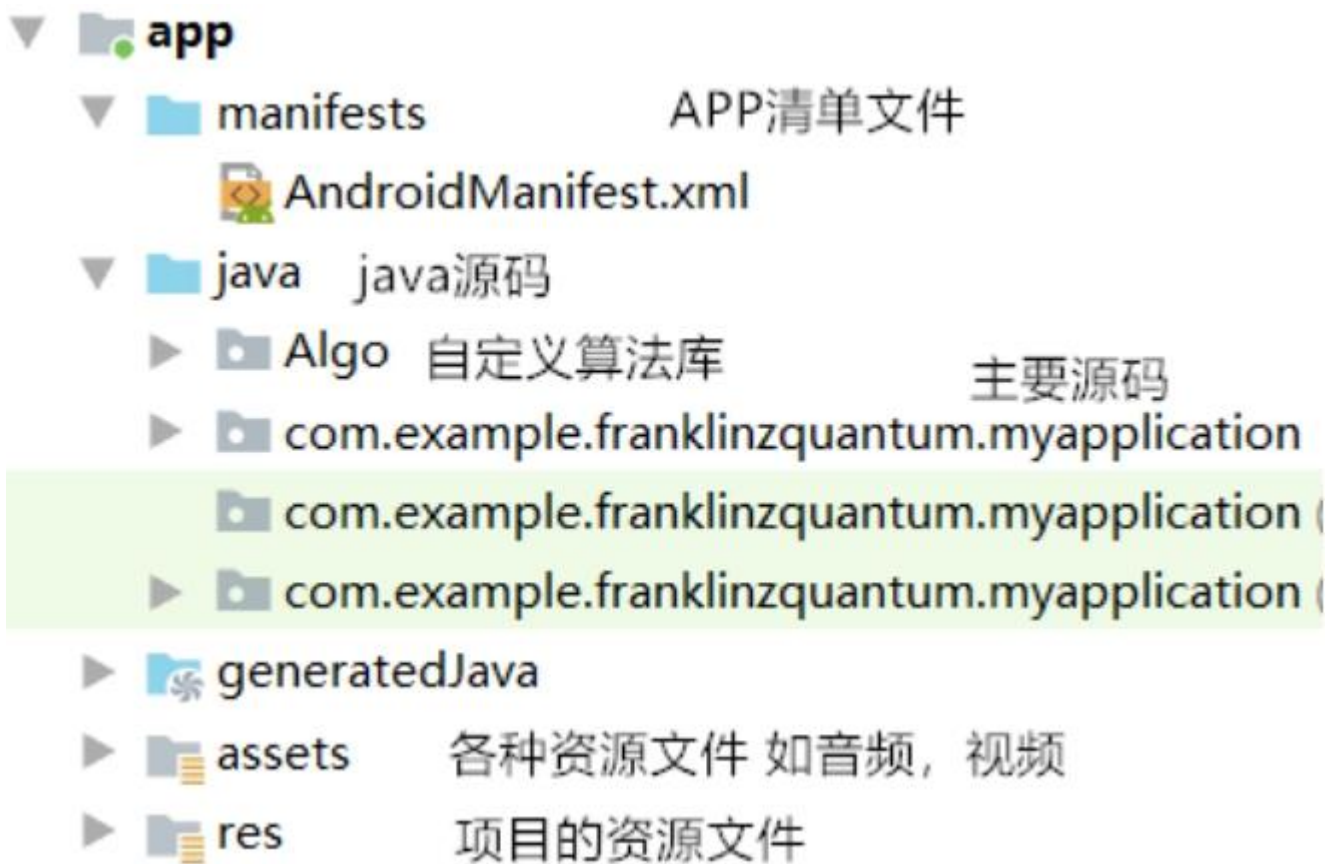 app
manifests APP清单文件
AndroidManifest.xml
java java源码
Algo 自定义算法库
主要源码
com.example.franklinzquantum.myapplication
com.example.franklinzquantum.myapplication (
com.example.franklinzquantum.myapplication (
generatedJava
assets 各种资源文件 如音频，视频
res 项目的资源文件